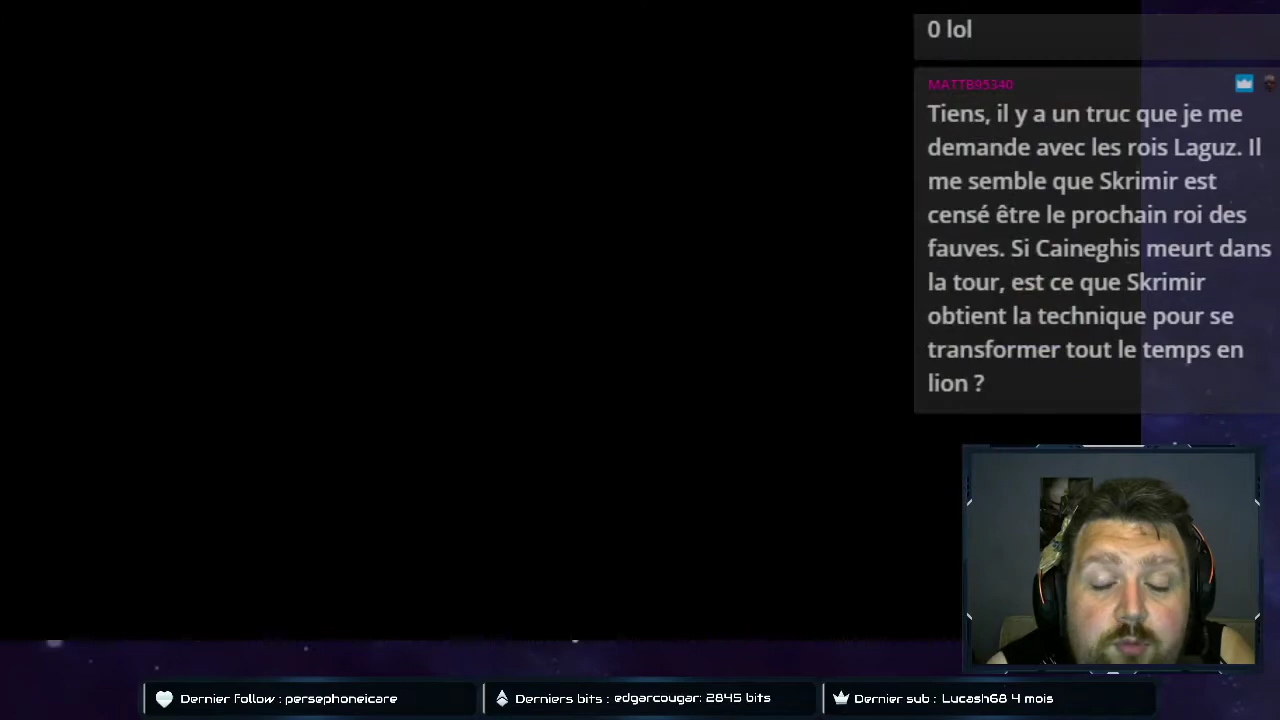 0 lol
MATTB95340
Tiens, il y a un truc que je me
demande avec les rois Laguz. Il
me semble que Skrimir est
censé être le prochain roi des
fauves. Si Caineghis meurt dans
la tour, est ce que Skrimir
obtient la technique pour se
transformer tout le temps en
lion ?
Dernier Follow : persephoneicare
Derniers bits : edgarcougar: 2845 bits
Dernier sub : Lucash68 4 mois